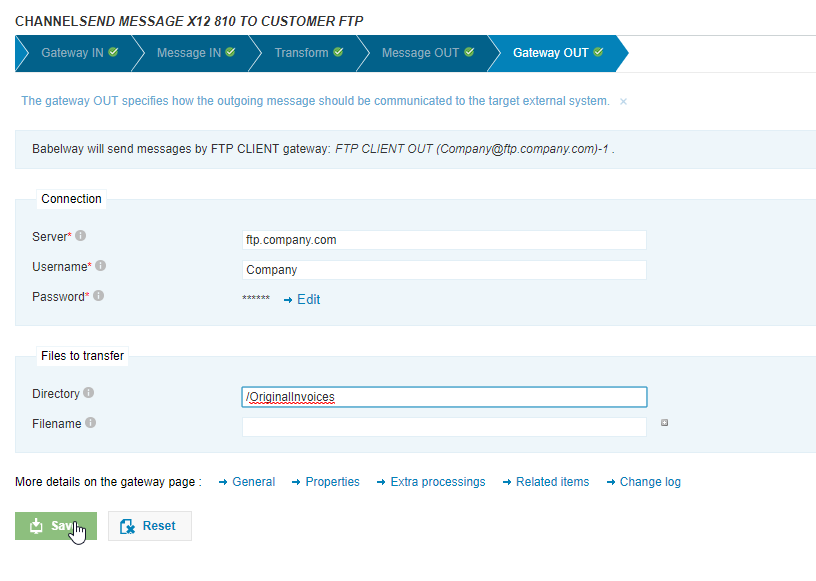 CHANNELSEND MESSAGE X12 810 TO CUSTOMER FTP
Gateway IN Message IN Transform Message OUT Gateway OUT
The gateway OUT specifies how the outgoing message should be communicated to the target external system. ×
Babelway will send messages by FTP CLIENT gateway: FTP CLIENT OUT (Company@ftp.company.com)-1 .
Connection
Server* ftp.company.com
Username* Company
Password* ****** Edit
Files to transfer
Directory /OriginalInvoices
Filename
More details on the gateway page : General Properties Extra processings Related items Change log
Save Reset